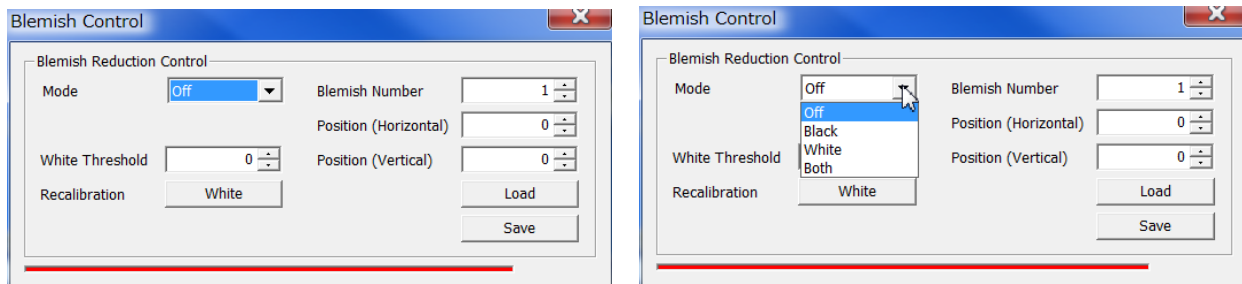 Blemish Control
Blemish Reduction Control
Mode Off Blemish Number 1
Position (Horizontal) 0
White Threshold 0 Position (Vertical) 0
Recalibration White Load
Save
Blemish Control
Blemish Reduction Control
Mode Off Blemish Number 1
Off
Black Position (Horizontal) 0
White Threshold White Position (Vertical) 0
Both
Recalibration White Load
Save